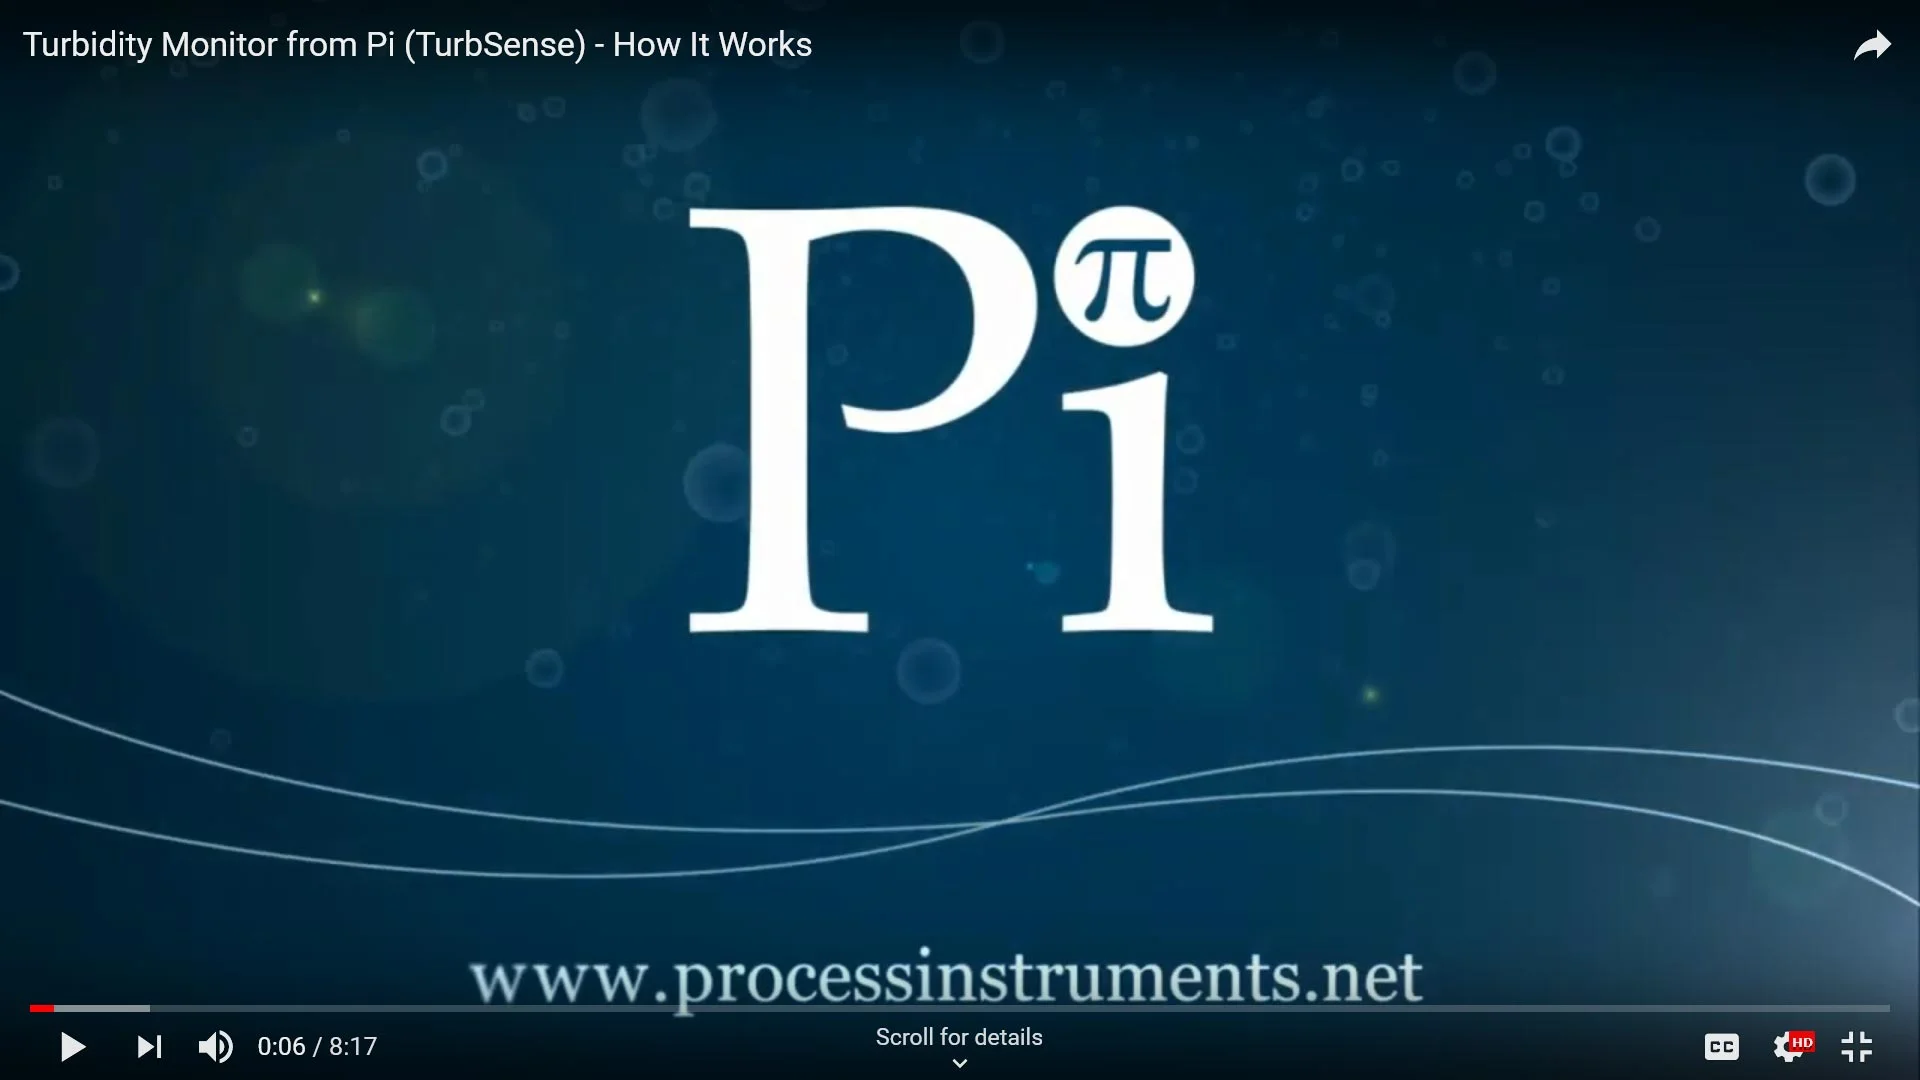 Turbidity Monitor from Pi (TurbSense) - How It Works
Pi
π
www.processinstruments.net
0:06 / 8:17
Scroll for details
CC
HD